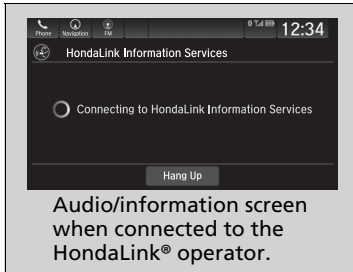 Phone Navigation FM
0
12:34
HondaLink Information Services
Connecting to HondaLink Information Services
Hang Up
Audio/information screen
when connected to the
HondaLink® operator.